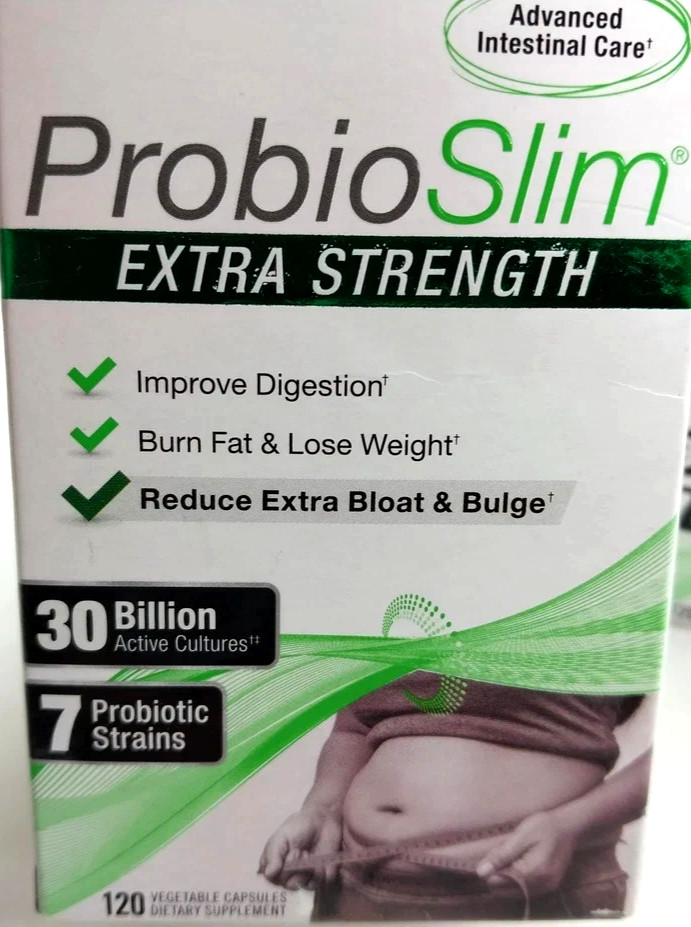 Advanced
Intestinal Care†
ProbioSlim®
EXTRA STRENGTH
Improve Digestion†
Burn Fat & Lose Weight†
Reduce Extra Bloat & Bulge†
30 Billion
Active Cultures††
7 Probiotic
Strains
120 VEGETABLE CAPSULES
DIETARY SUPPLEMENT